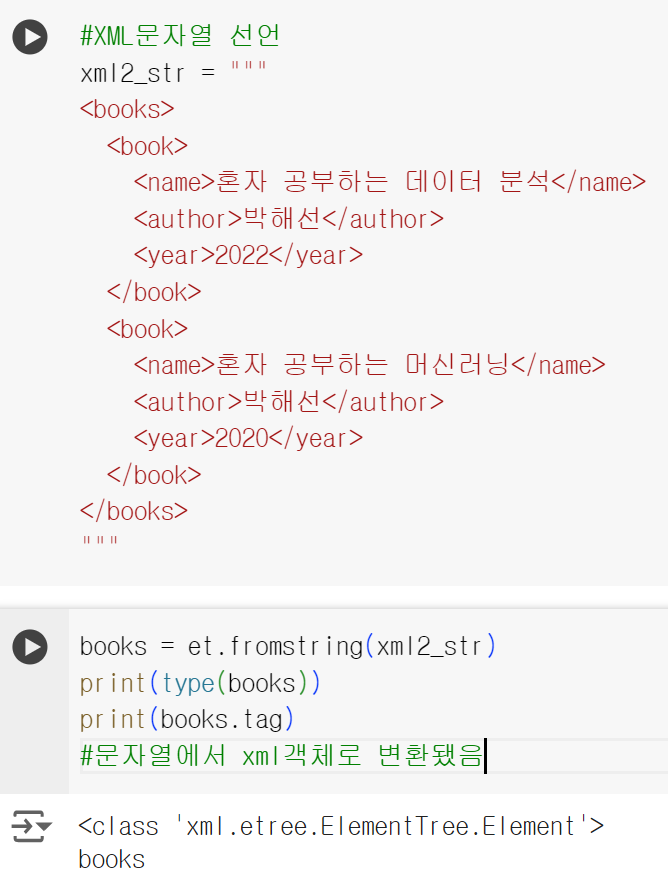 #XML문자열 선언
xml2_str = """
<books>
  <book>
    <name>혼자 공부하는 데이터 분석</name>
    <author>박해선</author>
    <year>2022</year>
  </book>
  <book>
    <name>혼자 공부하는 머신러닝</name>
    <author>박해선</author>
    <year>2020</year>
  </book>
</books>
"""
books = et.fromstring(xml2_str)
print(type(books))
print(books.tag)
#문자열에서 xml객체로 변환됐음
<class 'xml.etree.ElementTree.Element'>
books